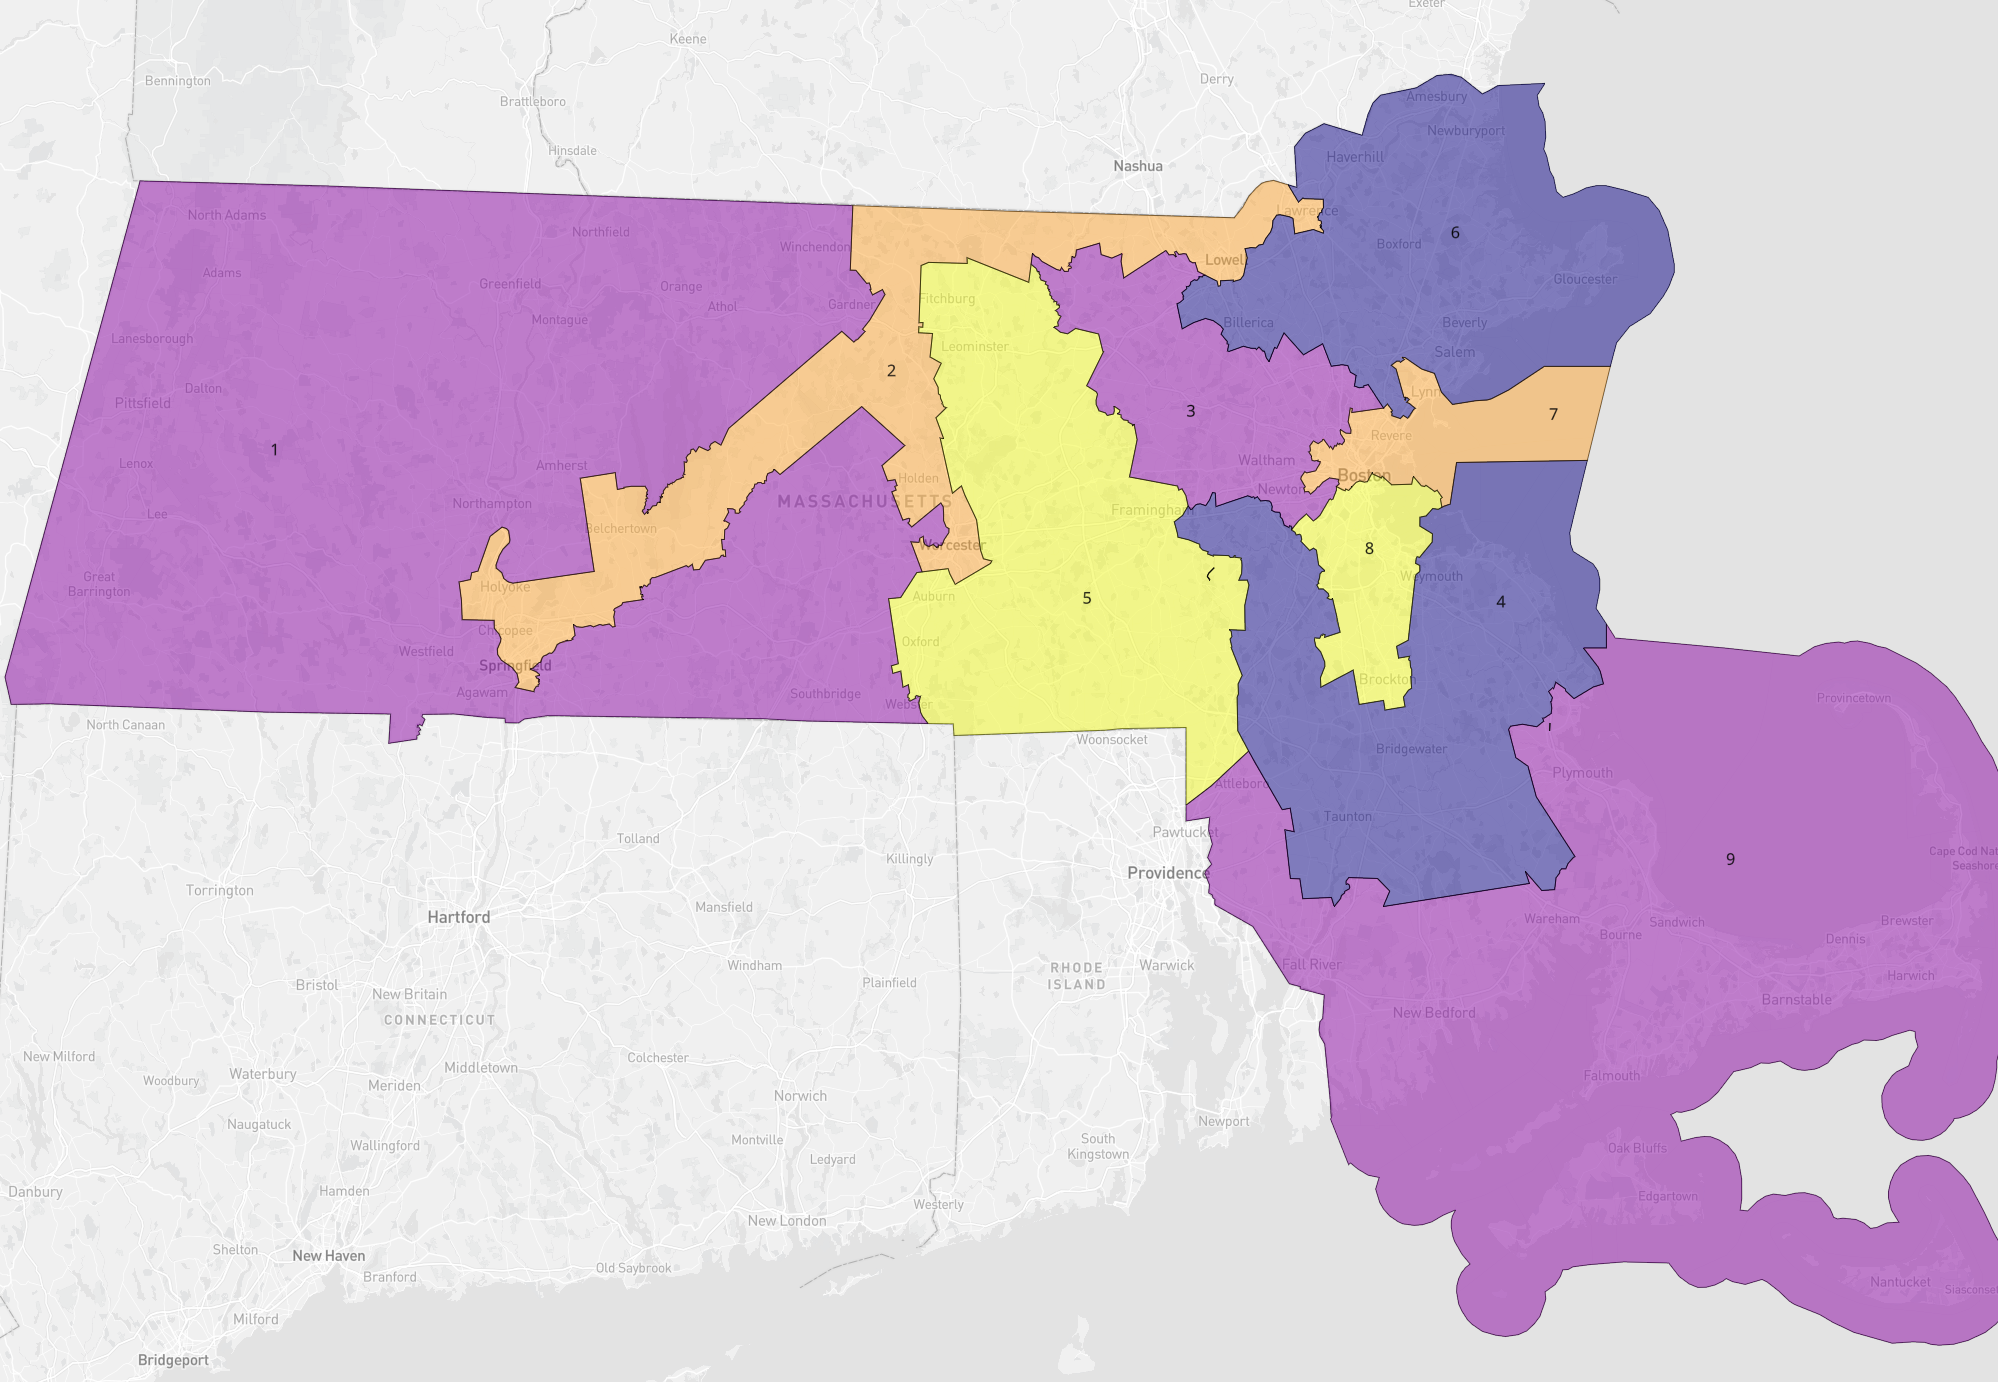 Exeter
Keene
Bennington
Derry
Brattleboro
Amesbury
Newburyport
Hinsdale
Haverhill
Nashua
North Adams
Lawrence
Northfield
6
Winchendon
Boxford
Lowell
Adams
Gloucester
Greenfield
Orange
Athol
Gardner
Fitchburg
Montague
Billerica
Beverly
Lanesborough
Leominster
Salem
2
Dalton
Lynn
Pittsfield
3
7
Revere
1
Lenox
Amherst
Waltham
Boston
Holden
Newton
Northampton
MASSACHUSETTS
Lee
Framingham
Belchertown
Worcester
8
Great
Barrington
Weymouth
Holyoke
Auburn
5
4
Chicopee
Oxford
Westfield
Springfield
Brockton
Agawam
Southbridge
Webster
Provincetown
North Canaan
Woonsocket
Bridgewater
Plymouth
Attleboro
Taunton
Pawtucket
Tolland
Killingly
9
Cape Cod Nat
Seashore
Providence
Torrington
Mansfield
Hartford
Wareham
Sandwich
Brewster
Bourne
Dennis
Windham
Fall River
Warwick
RHODE
ISLAND
Harwich
Bristol
Plainfield
New Britain
Barnstable
CONNECTICUT
New Bedford
New Milford
Colchester
Middletown
Waterbury
Woodbury
Meriden
Falmouth
Norwich
Naugatuck
Newport
Wallingford
Montville
South
Kingstown
Oak Bluffs
Ledyard
Danbury
Hamden
Edgartown
Westerly
New London
Shelton
New Haven
Old Saybrook
Branford
Nantucket
Siasconset
Milford
Bridgeport